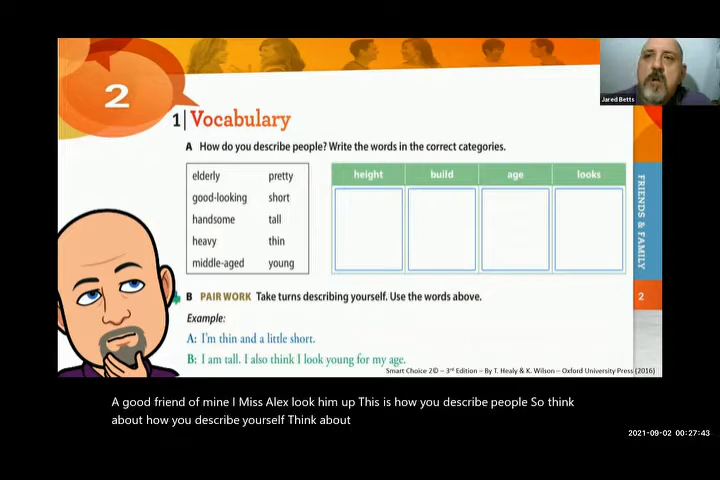 2
1 | Vocabulary
A How do you describe people? Write the words in the correct categories.
elderly pretty
good-looking short
handsome tall
heavy thin
middle-aged young
height build age looks
B PAIR WORK Take turns describing yourself. Use the words above.
Example:
A: I'm thin and a little short.
B: I am tall. I also think I look young for my age.
Smart Choice 2© – 3rd Edition – By T. Healy & K. Wilson – Oxford University Press (2016)
FRIENDS & FAMILY
2
Jared Betts
A good friend of mine I Miss Alex look him up This is how you describe people So think
about how you describe yourself Think about
2021-09-02 00:27:43